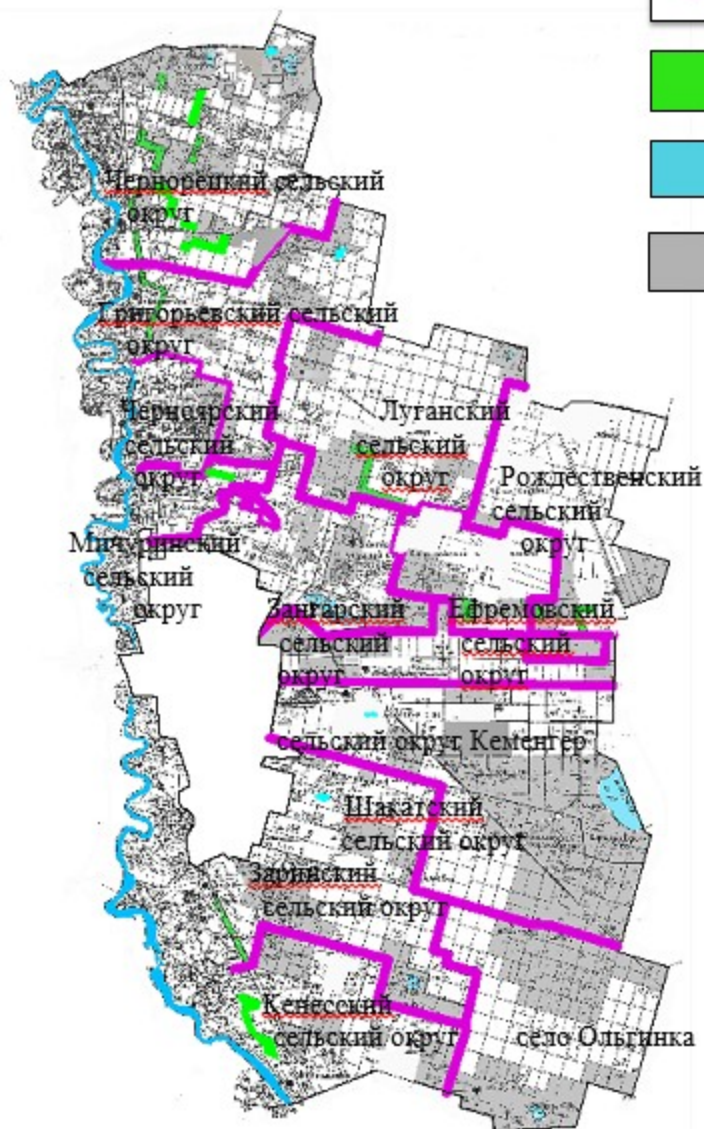 Чернорецкий сельский
округ
Григорьевский сельский
округ
Черноярский
сельский
округ
Луганский
сельский
округ
Рождественский
сельский
округ
Мичуринский
сельский
округ
Зангарский
сельский
округ
Ефремовский
сельский
округ
сельский округ Кеменгер
Шакатский
сельский округ
Заринский
сельский округ
Кенесский
сельский округ
село Ольгинка